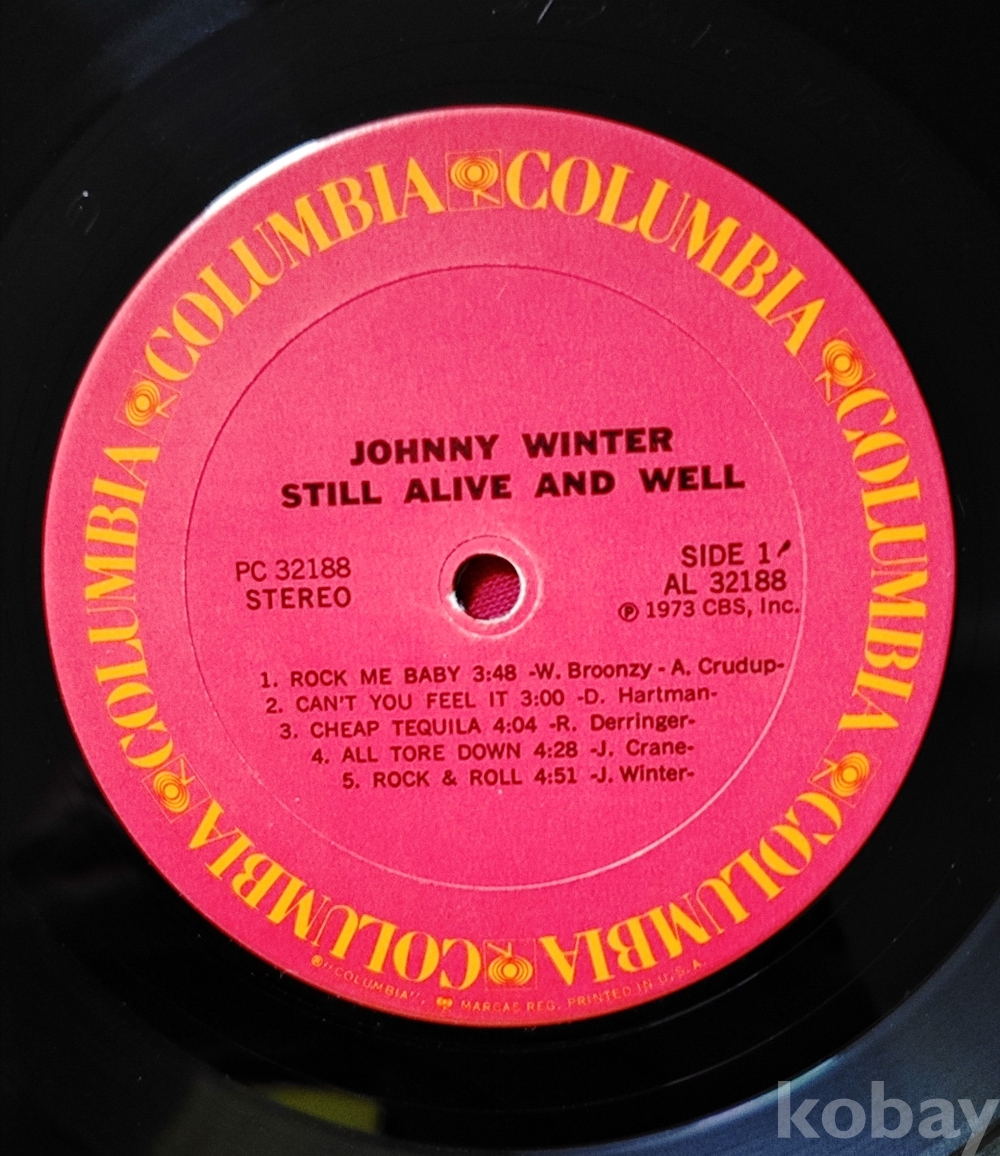 COLUMBIA COLUMBIA COLUMBIA COLUMBIA COLUMBIA COLUMBIA
JOHNNY WINTER
STILL ALIVE AND WELL
PC 32188
STEREO
SIDE 1
AL 32188
℗ 1973 CBS, Inc.
1. ROCK ME BABY 3:48 -W. Broonzy - A. Crudup-
2. CAN'T YOU FEEL IT 3:00 -D. Hartman-
3. CHEAP TEQUILA 4:04 -R. Derringer-
4. ALL TORE DOWN 4:28 -J. Crane-
5. ROCK & ROLL 4:51 -J. Winter-
®"COLUMBIA", MARCAS REG. PRINTED IN U.S.A.
kobay